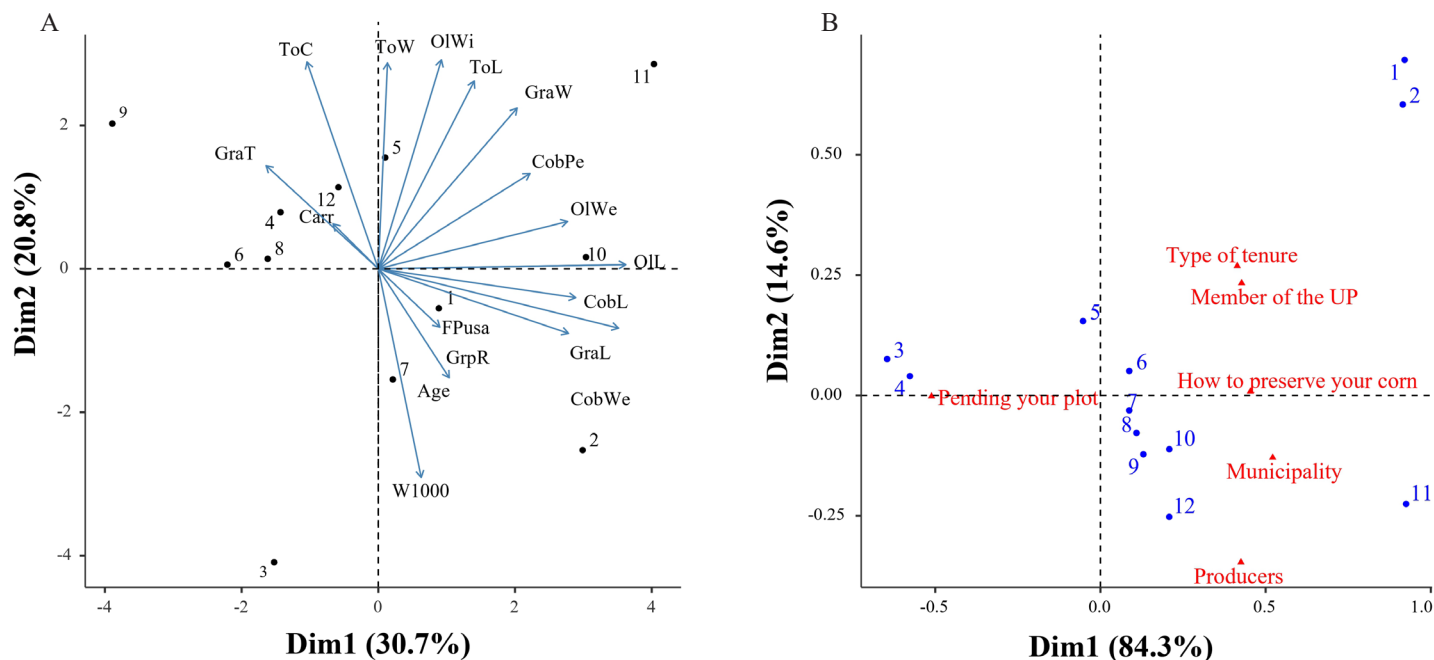 A
ToC
ToW
OlWi
ToL
11
GraW
9
5
GraT
CobPe
12
4
Carr
OlWe
6
8
10
OlL
1
CobL
FPusa
GrpR
GraL
7
Age
CobWe
2
W1000
3
2
0
-2
-4
-4
-2
0
2
4
Dim2 (20.8%)
Dim1 (30.7%)
B
1
2
Type of tenure
Member of the UP
5
3
6
4
How to preserve your corn
Pending your plot
7
8
10
9
Municipality
12
11
Producers
0.50
0.25
0.00
-0.25
-0.5
0.0
0.5
1.0
Dim2 (14.6%)
Dim1 (84.3%)